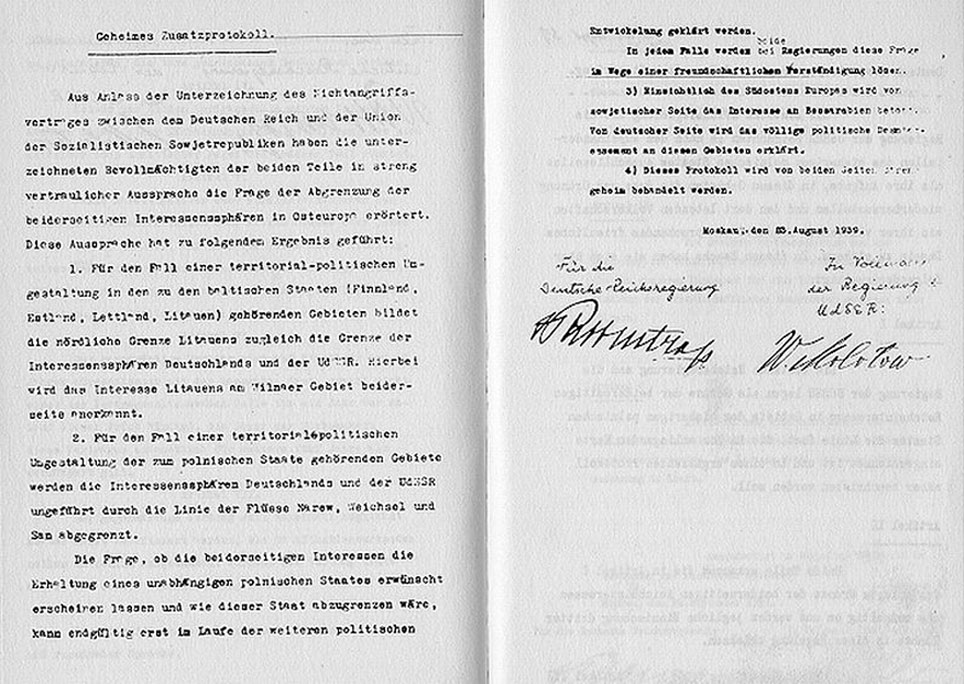 Geheimes Zusatzprotokoll.
Aus Anlass der Unterzeichnung des Nichtangriffs-
vertrages zwischen dem Deutschen Reich und der Union
der Sozialistischen Sowjetrepubliken haben die unter-
zeichneten Bevollmächtigten der beiden Teile in streng
vertraulicher Aussprache die Frage der Abgrenzung der
beiderseitigen Interessenssphären in Osteuropa erörtert.
Diese Aussprache hat zu folgendem Ergebnis geführt:
1. Für den Fall einer territorial-politischen Um-
gestaltung in den zu den baltischen Staaten (Finnland,
Estland, Lettland, Litauen) gehörenden Gebieten bildet
die nördliche Grenze Litauens zugleich die Grenze der
Interessenssphären Deutschlands und der UdSSR. Hierbei
wird das Interesse Litauens am Wilnaer Gebiet beider-
seits anerkannt.
2. Für den Fall einer territorial-politischen
Umgestaltung der zum polnischen Staate gehörenden Gebiete
werden die Interessenssphären Deutschlands und der UdSSR
ungefähr durch die Linie der Flüsse Narew, Weichsel und
San abgegrenzt.
Die Frage, ob die beiderseitigen Interessen die
Erhaltung eines unabhängigen polnischen Staates erwünscht
erscheinen lassen und wie dieser Staat abzugrenzen wäre,
kann endgültig erst im Laufe der weiteren politischen
Entwickelung geklärt werden.
In jedem Falle werden beide Regierungen diese Frage
im Wege einer freundschaftlichen Verständigung lösen.
3) Hinsichtlich des Südostens Europas wird von
sowjetischer Seite das Interesse an Bessarabien betont.
Von deutscher Seite wird das völlige politische Desinter-
essement an diesen Gebieten erklärt.
4) Dieses Protokoll wird von beiden Seiten streng
geheim behandelt werden.
Moskau, den 23. August 1939.
Für die
Deutsche Reichsregierung
In Vollmacht
der Regierung
der UdSSR:
W. Molotow